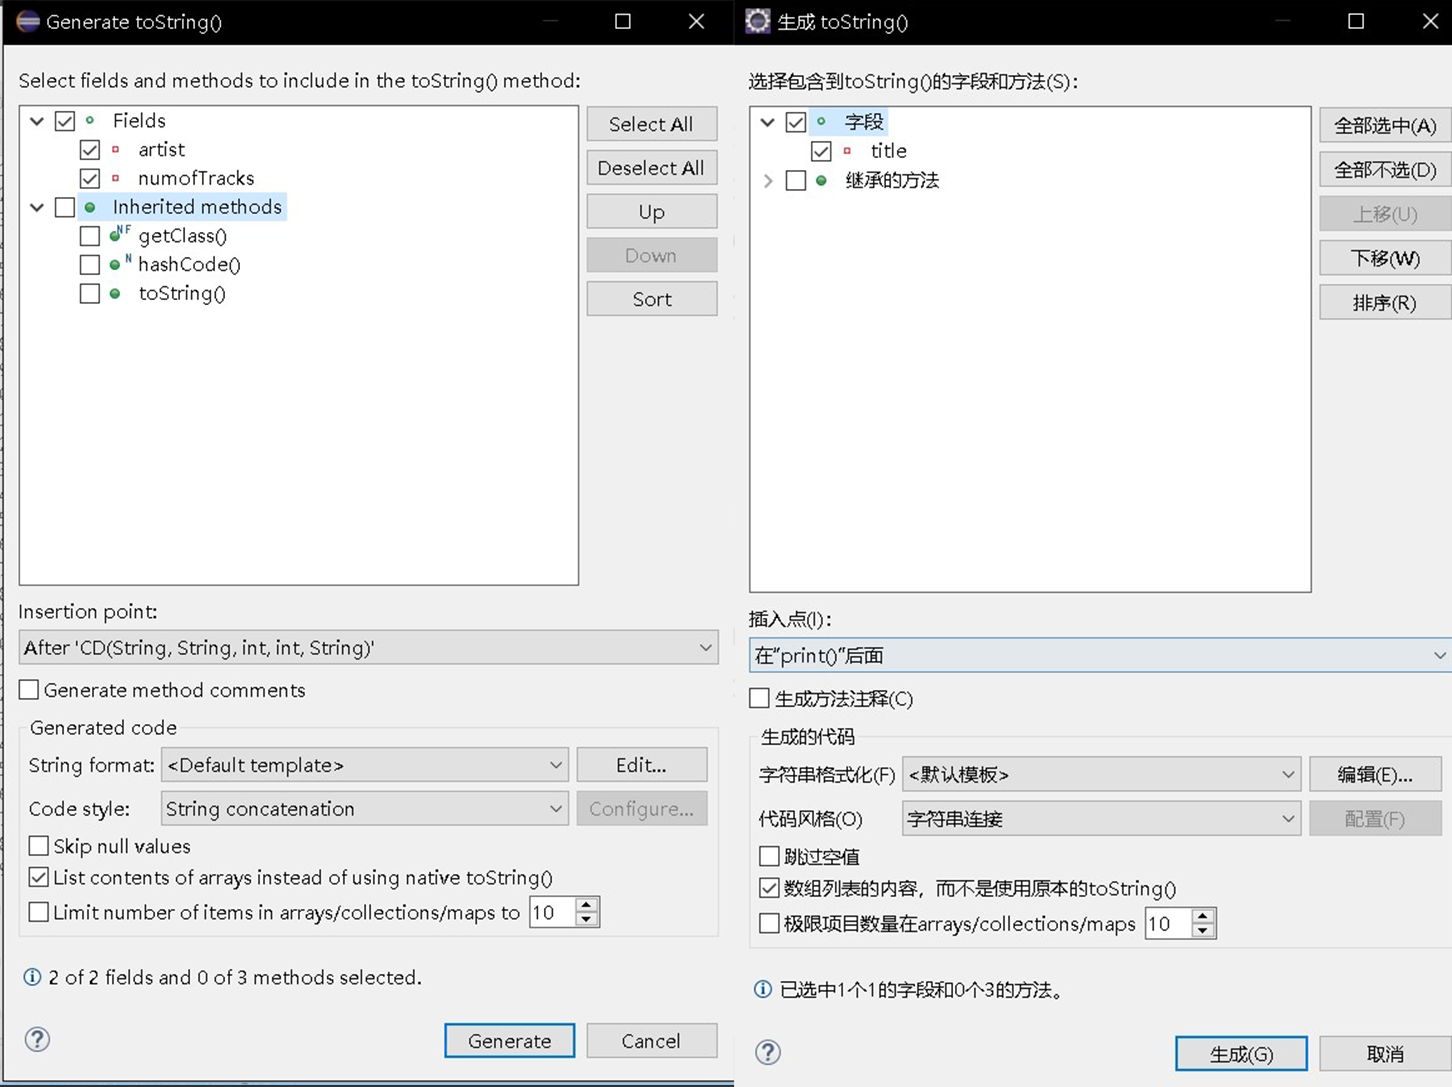 Generate toString()
Select fields and methods to include in the toString() method:
Fields
artist
numofTracks
Inherited methods
NF getClass()
N hashCode()
toString()
Select All
Deselect All
Up
Down
Sort
Insertion point:
After 'CD(String, String, int, int, String)'
Generate method comments
Generated code
String format: <Default template> Edit...
Code style: String concatenation Configure...
Skip null values
List contents of arrays instead of using native toString()
Limit number of items in arrays/collections/maps to 10
2 of 2 fields and 0 of 3 methods selected.
Generate Cancel
生成 toString()
选择包含到toString()的字段和方法(S):
字段
title
继承的方法
全部选中(A)
全部不选(D)
上移(U)
下移(W)
排序(R)
插入点(I):
在“print()”后面
生成方法注释(C)
生成的代码
字符串格式化(F) <默认模板> 编辑(E)...
代码风格(O) 字符串连接 配置(F)
跳过空值
数组列表的内容，而不是使用原本的toString()
极限项目数量在arrays/collections/maps 10
已选中1个1的字段和0个3的方法。
生成(G) 取消